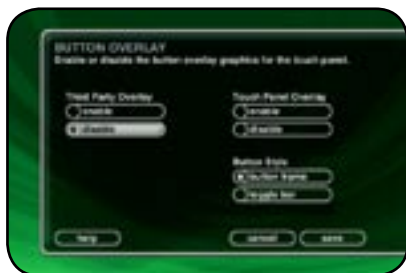 BUTTON OVERLAY
Enable or disable the button overlay graphics for the touch panel.
Third Party Overlay
enable
disable
Touch Panel Overlay
enable
disable
Button Style
button frame
toggle bar
help
cancel
save